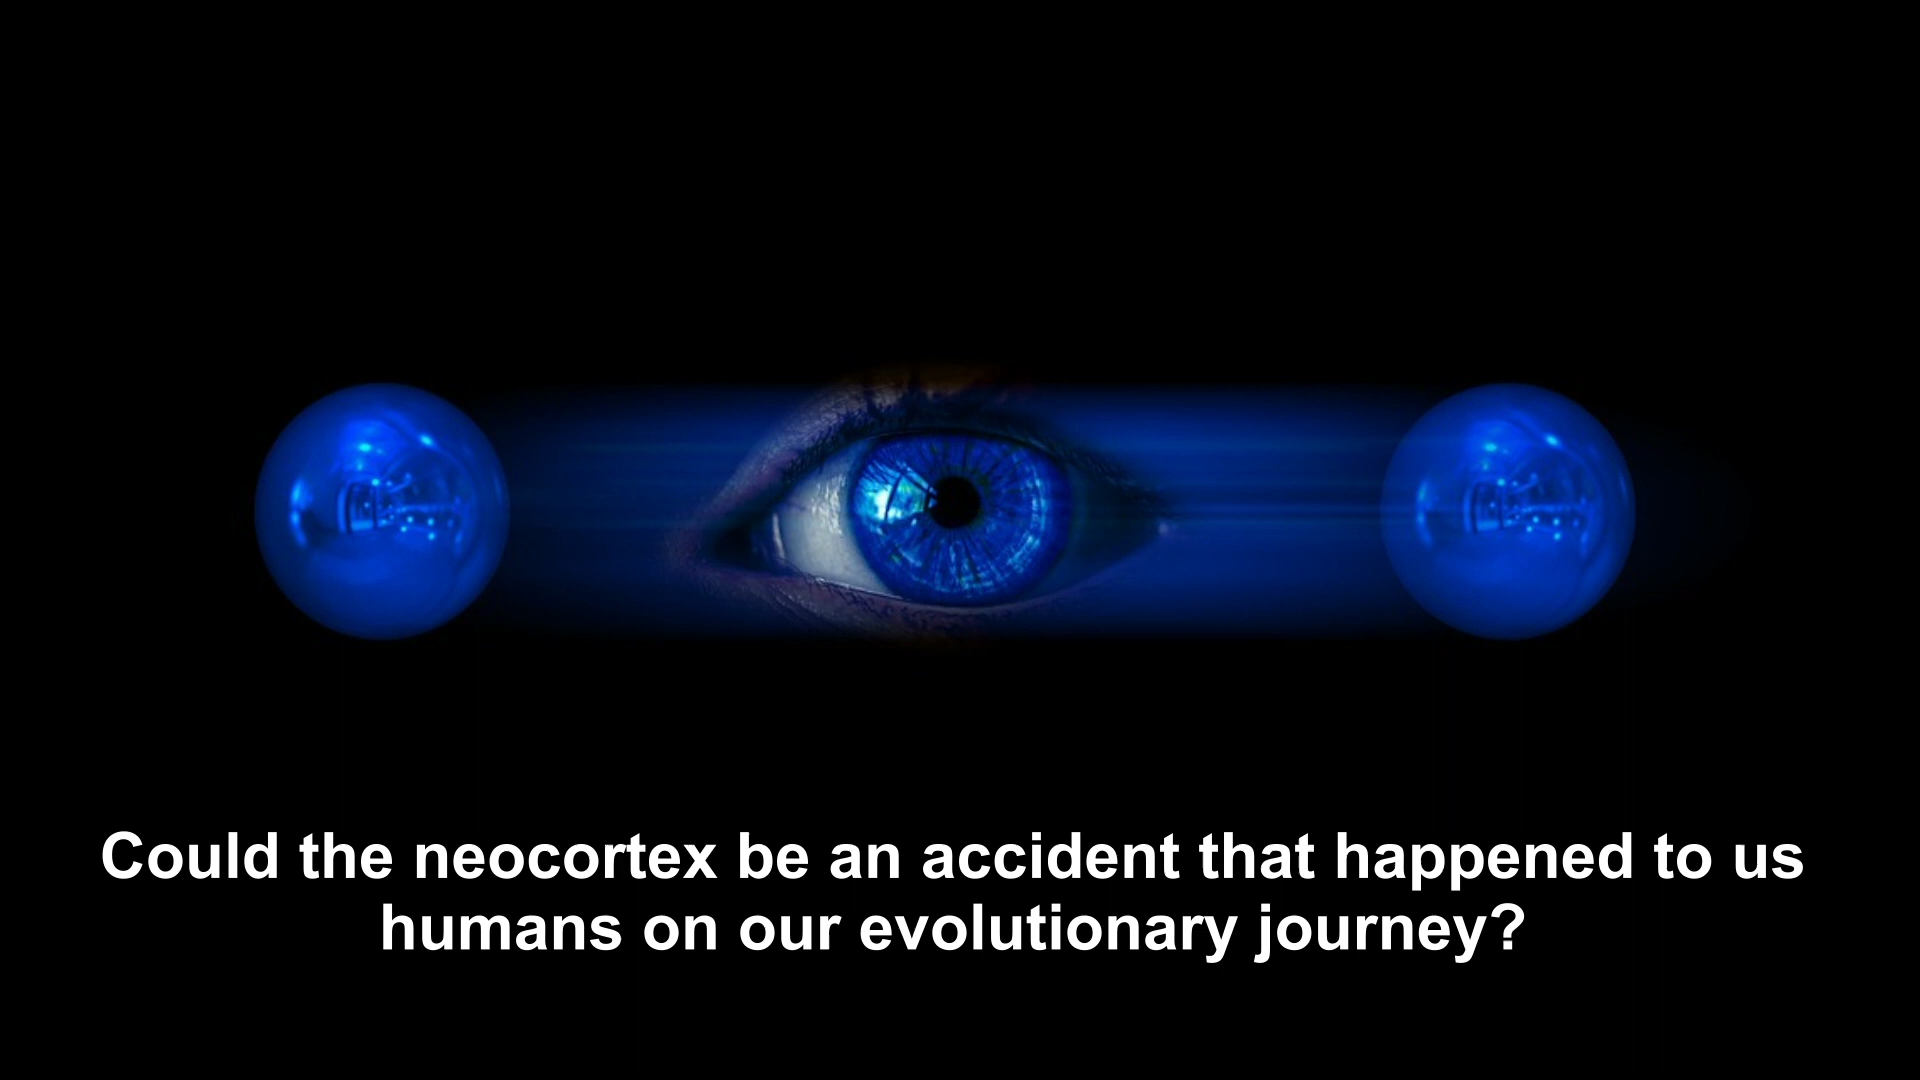 Could the neocortex be an accident that happened to us
humans on our evolutionary journey?